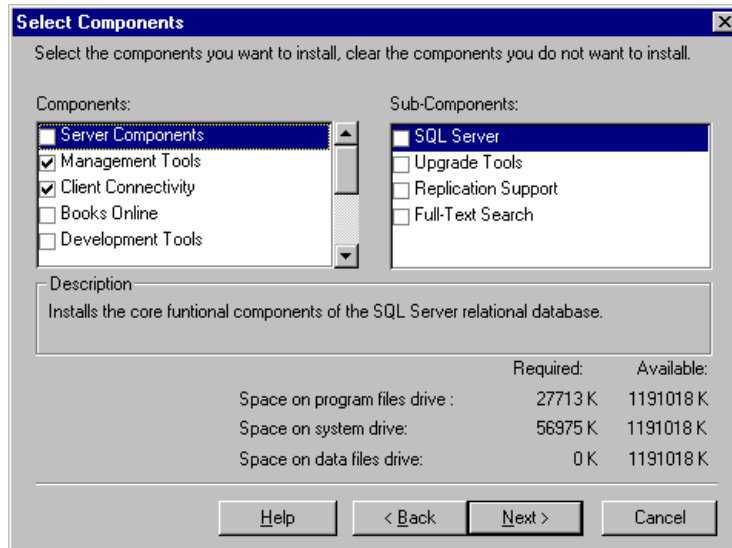 Select Components
Select the components you want to install, clear the components you do not want to install.
Components:
Server Components
Management Tools
Client Connectivity
Books Online
Development Tools
Sub-Components:
SQL Server
Upgrade Tools
Replication Support
Full-Text Search
Description
Installs the core funtional components of the SQL Server relational database.
Required: Available:
Space on program files drive : 27713 K 1191018 K
Space on system drive: 56975 K 1191018 K
Space on data files drive: 0 K 1191018 K
Help < Back Next > Cancel